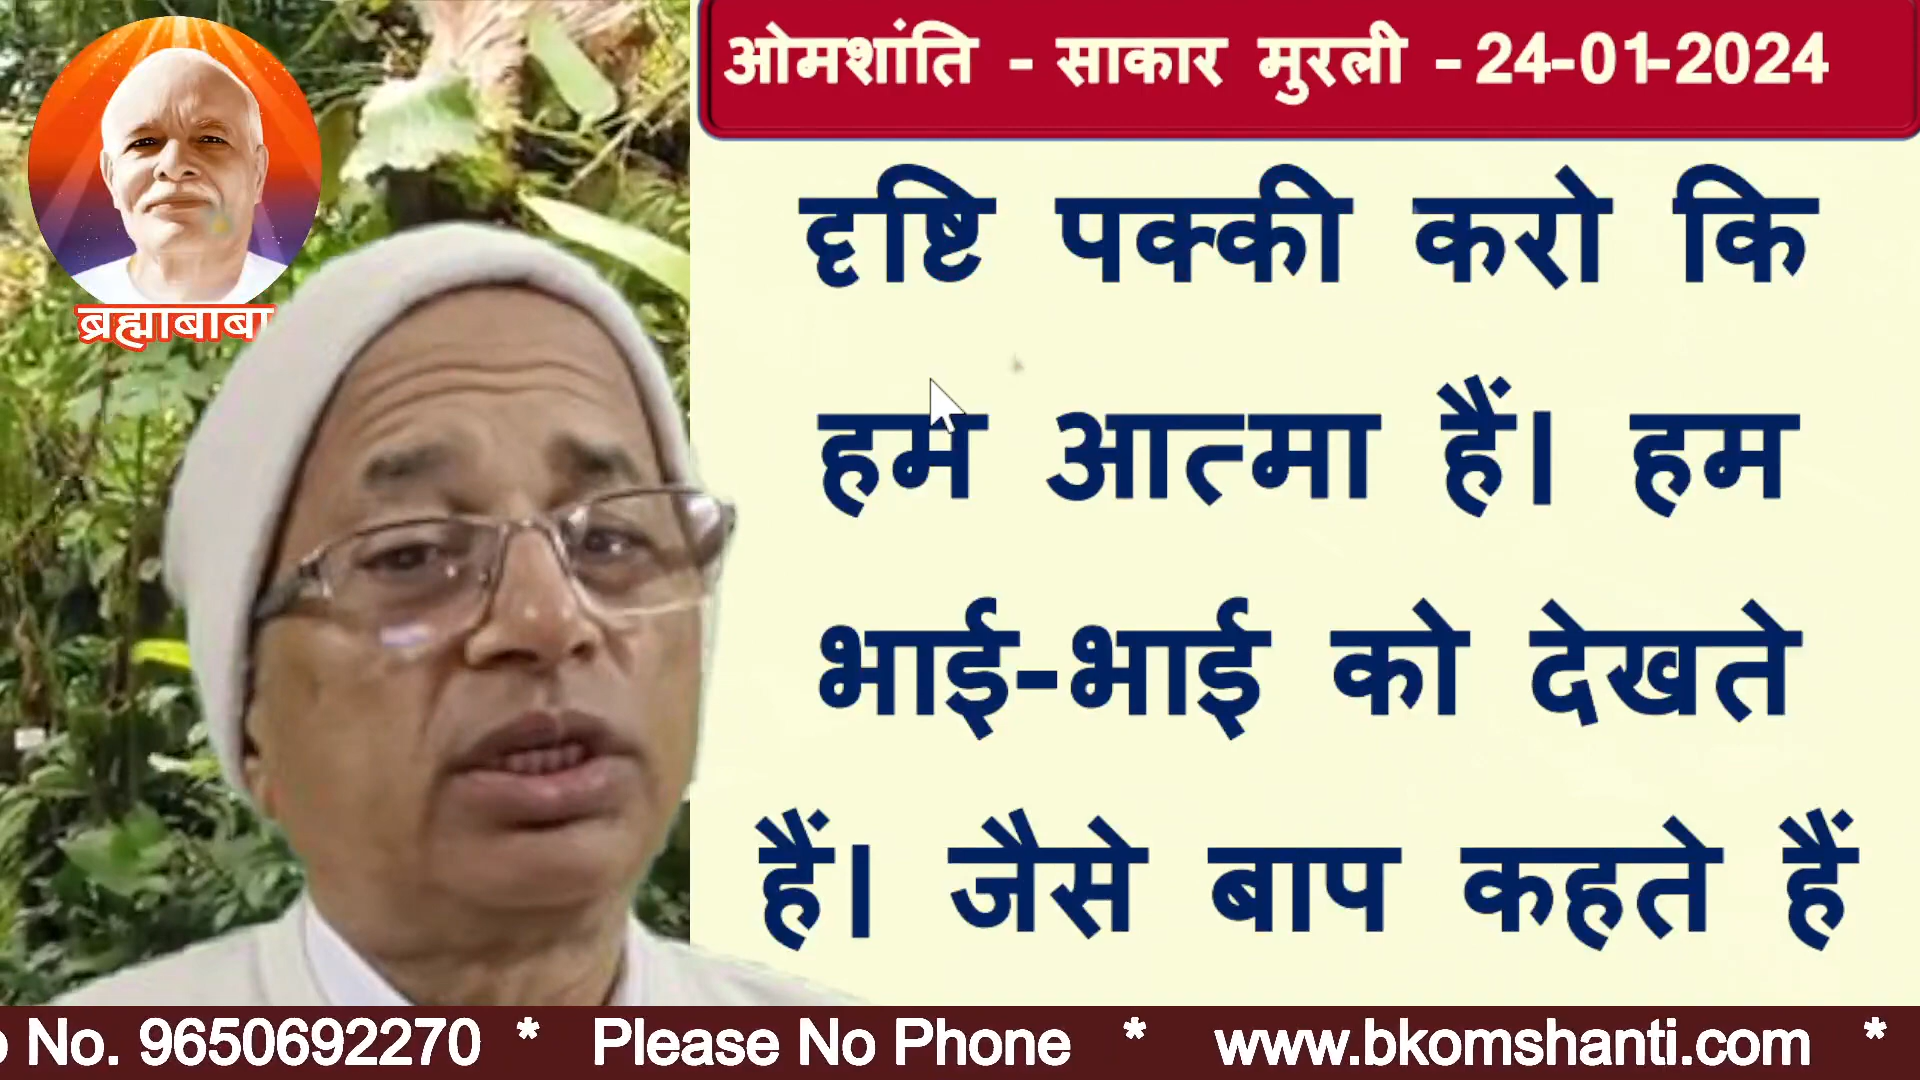 ओमशांति - साकार मुरली - 24-01-2024
ब्रह्माबाबा
दृष्टि पक्की करो कि
हम आत्मा हैं। हम
भाई-भाई को देखते
हैं। जैसे बाप कहते हैं
No. 9650692270 * Please No Phone * www.bkomshanti.com *